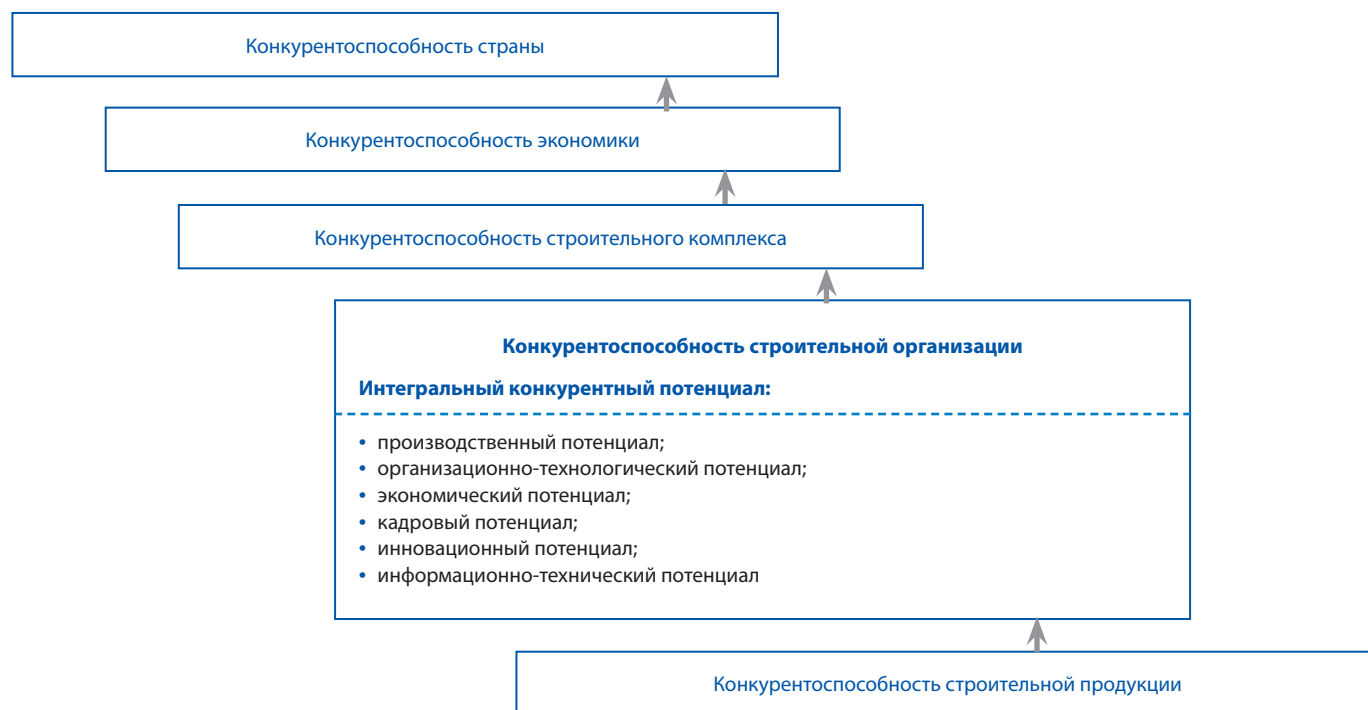 Конкурентоспособность страны
Конкурентоспособность экономики
Конкурентоспособность строительного комплекса
Конкурентоспособность строительной организации
Интегральный конкурентный потенциал:
• производственный потенциал;
• организационно-технологический потенциал;
• экономический потенциал;
• кадровый потенциал;
• инновационный потенциал;
• информационно-технический потенциал
Конкурентоспособность строительной продукции